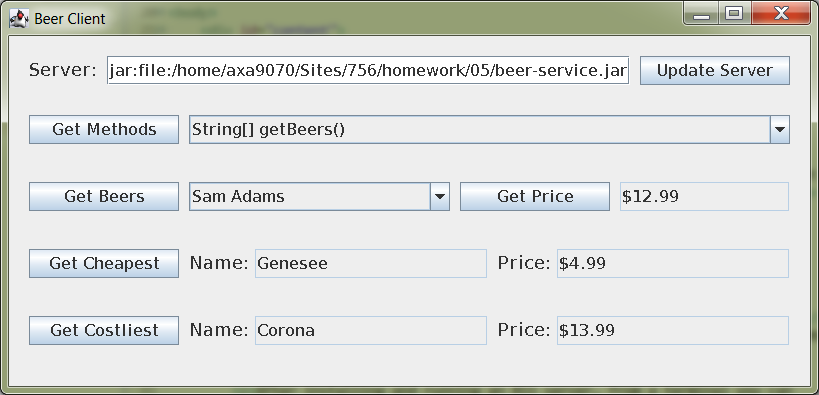 Beer Client
Server: jar:file:/home/axa9070/Sites/756/homework/05/beer-service.jar Update Server
Get Methods String[] getBeers()
Get Beers Sam Adams Get Price $12.99
Get Cheapest Name: Genesee Price: $4.99
Get Costliest Name: Corona Price: $13.99